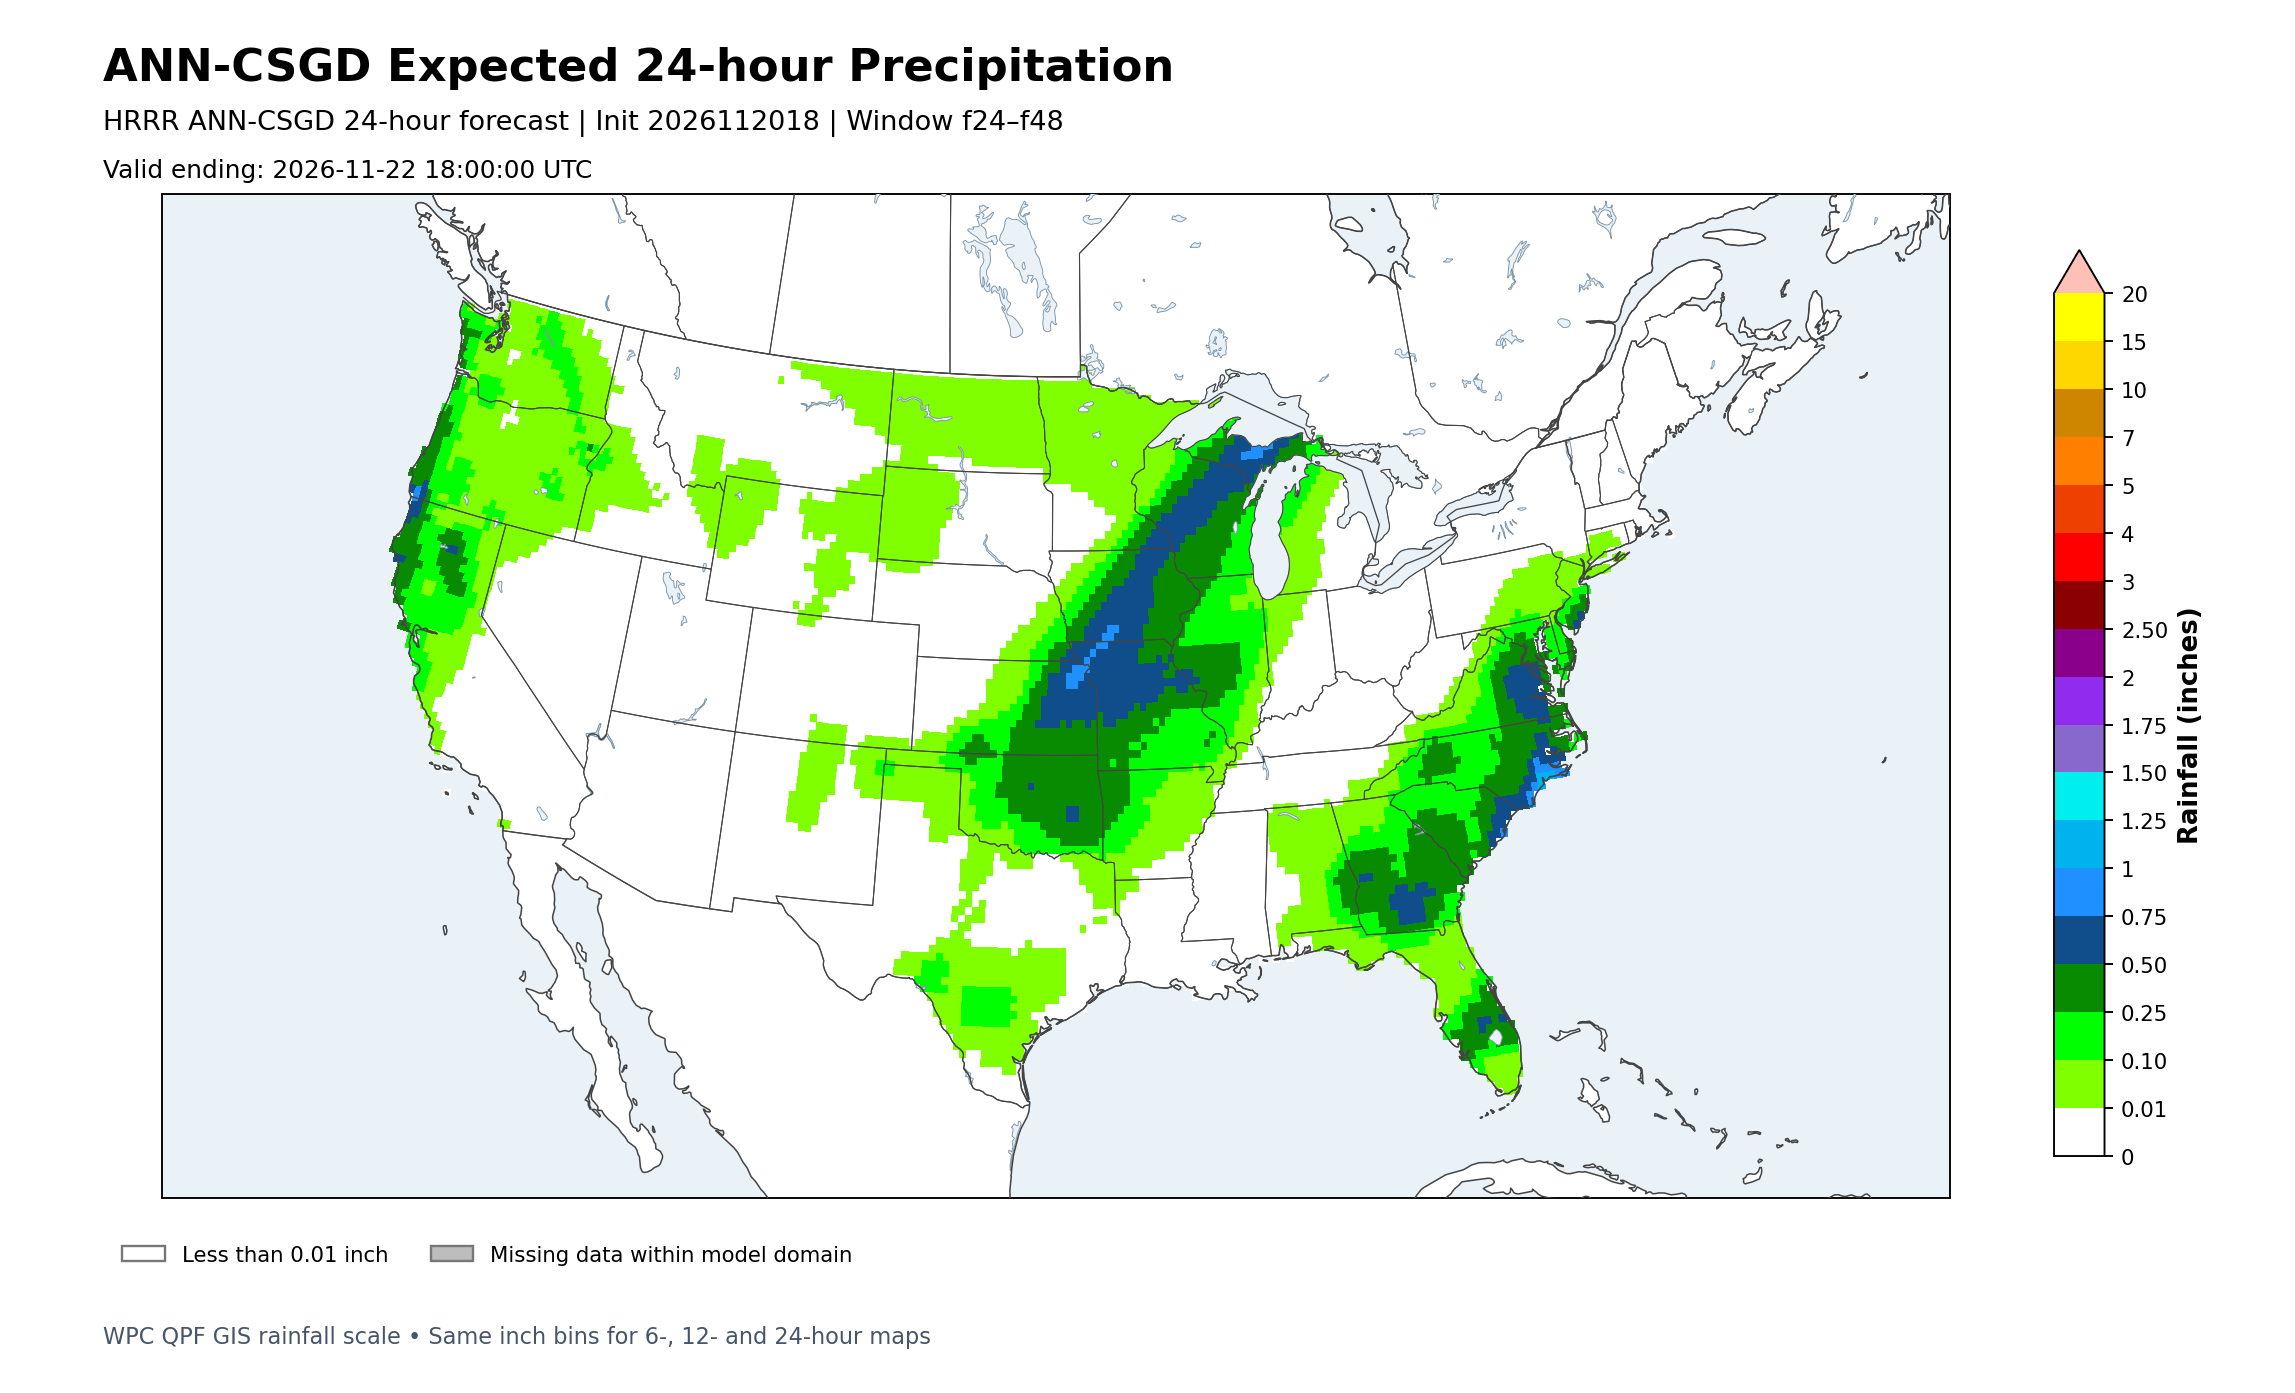 ANN-CSGD Expected 24-hour Precipitation
HRRR ANN-CSGD 24-hour forecast | Init 2026112018 | Window f24–f48
Valid ending: 2026-11-22 18:00:00 UTC
20
15
10
7
5
4
3
2.50
2
1.75
1.50
1.25
1
0.75
0.50
0.25
0.10
0.01
0
Rainfall (inches)
Less than 0.01 inch
Missing data within model domain
WPC QPF GIS rainfall scale • Same inch bins for 6-, 12- and 24-hour maps